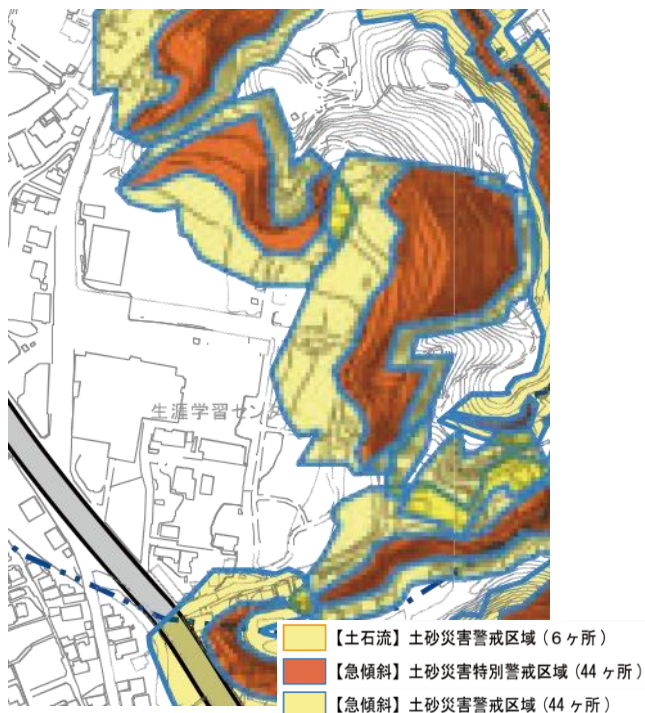 生涯学習セン
【土石流】土砂災害警戒区域（６ヶ所）
【急傾斜】土砂災害特別警戒区域（44ヶ所）
【急傾斜】土砂災害警戒区域（44ヶ所）